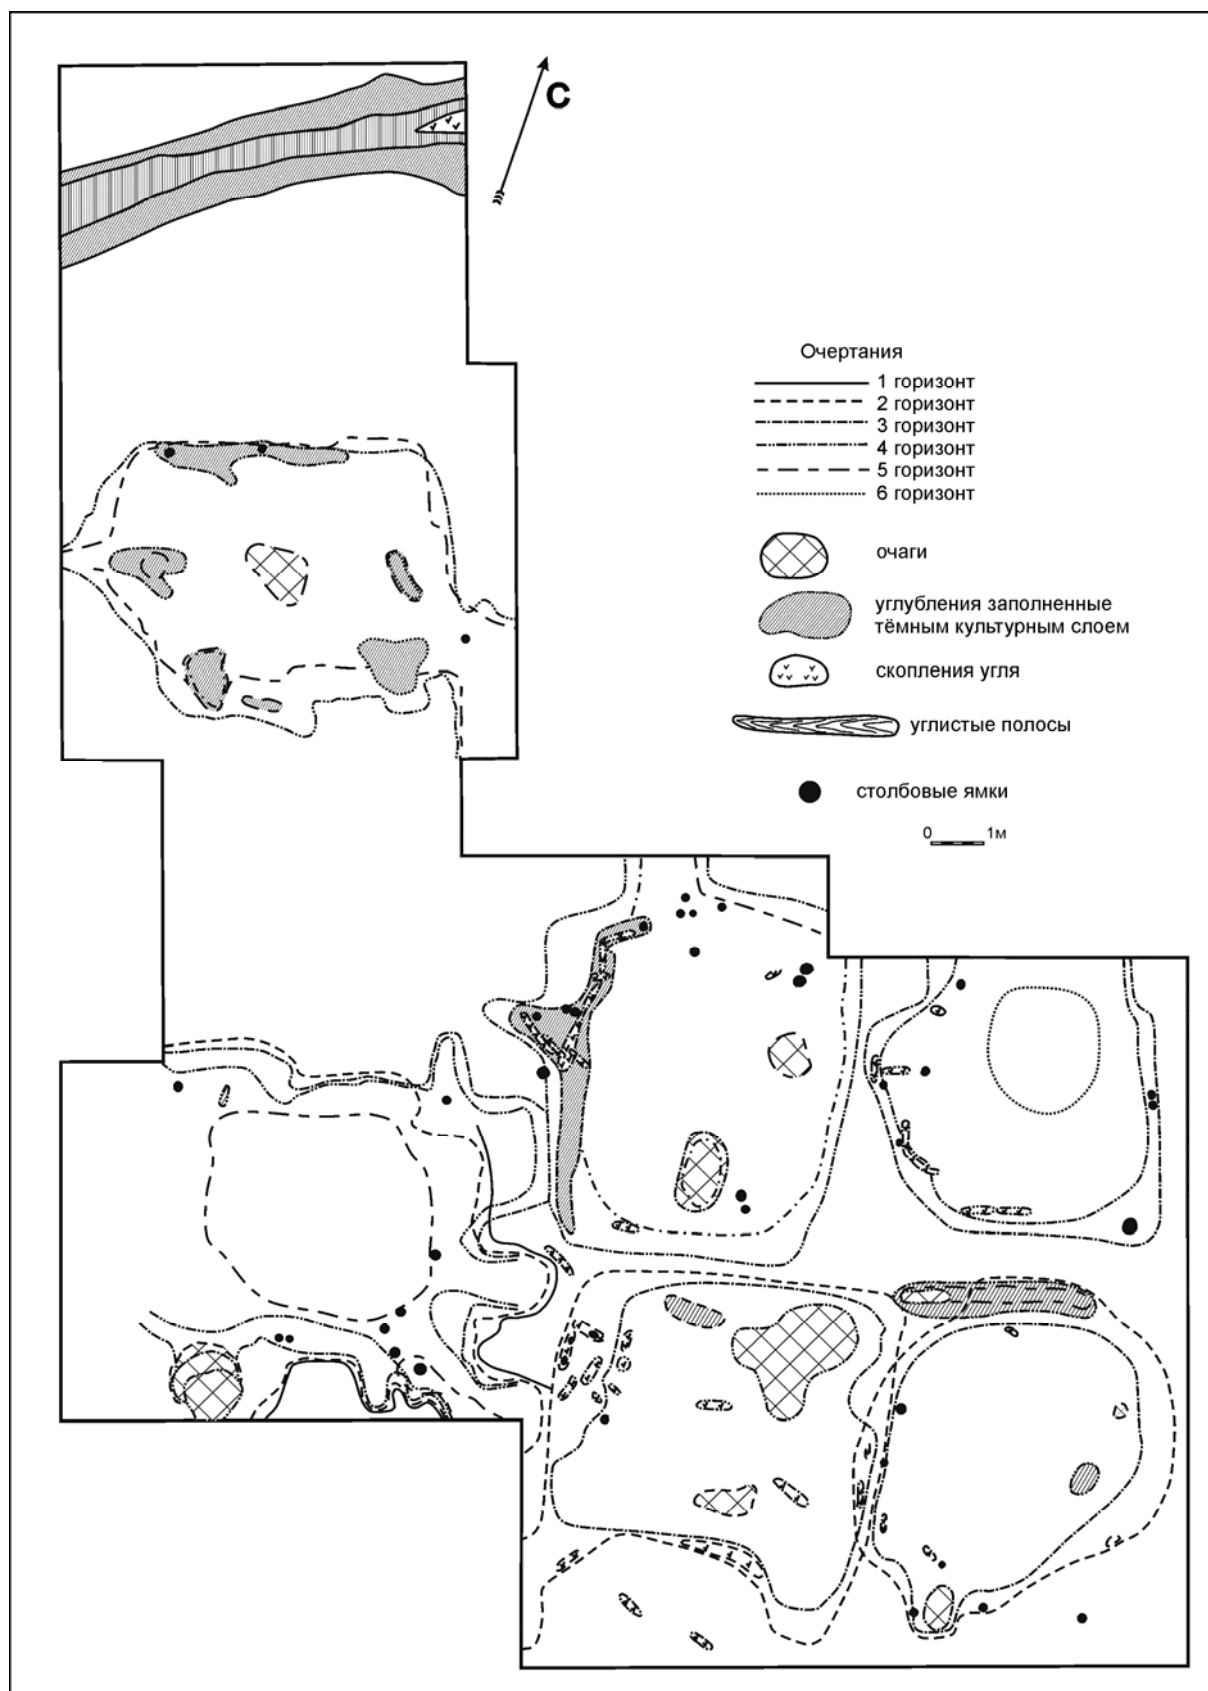 С
Очертания
1 горизонт
2 горизонт
3 горизонт
4 горизонт
5 горизонт
6 горизонт
очаги
углубления заполненные
тёмным культурным слоем
скопления угля
углистые полосы
столбовые ямки
0 1м